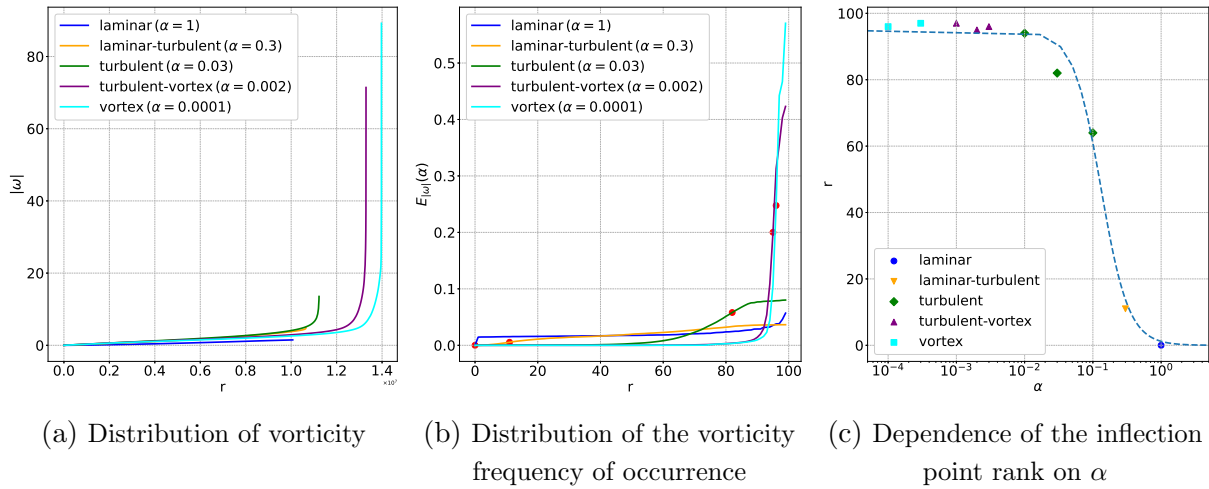 laminar (α = 1)
laminar-turbulent (α = 0.3)
turbulent (α = 0.03)
turbulent-vortex (α = 0.002)
vortex (α = 0.0001)
80
60
40
20
0
|ω|
0.0 0.2 0.4 0.6 0.8 1.0 1.2 1.4
×10⁷
r
laminar (α = 1)
laminar-turbulent (α = 0.3)
turbulent (α = 0.03)
turbulent-vortex (α = 0.002)
vortex (α = 0.0001)
0.5
0.4
0.3
0.2
0.1
0.0
E|ω|(α)
0 20 40 60 80 100
r
100
80
60
40
20
0
r
laminar
laminar-turbulent
turbulent
turbulent-vortex
vortex
10⁻⁴ 10⁻³ 10⁻² 10⁻¹ 10⁰
α
(a) Distribution of vorticity
(b) Distribution of the vorticity
frequency of occurrence
(c) Dependence of the inflection
point rank on α